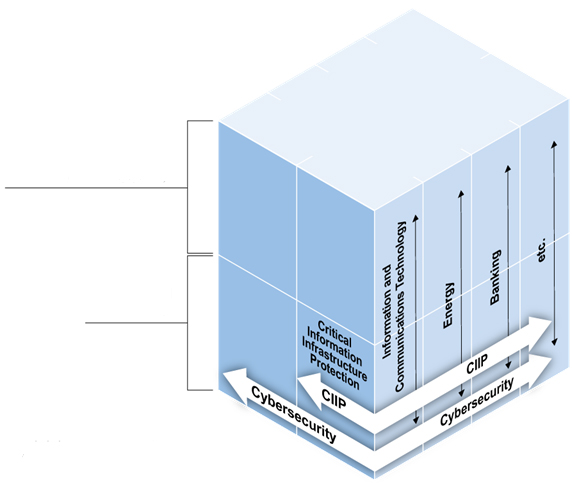 Information and
Communications Technology
Energy
Banking
etc.
Critical
Information
Infrastructure
Protection
CIIP
CIIP
Cybersecurity
Cybersecurity